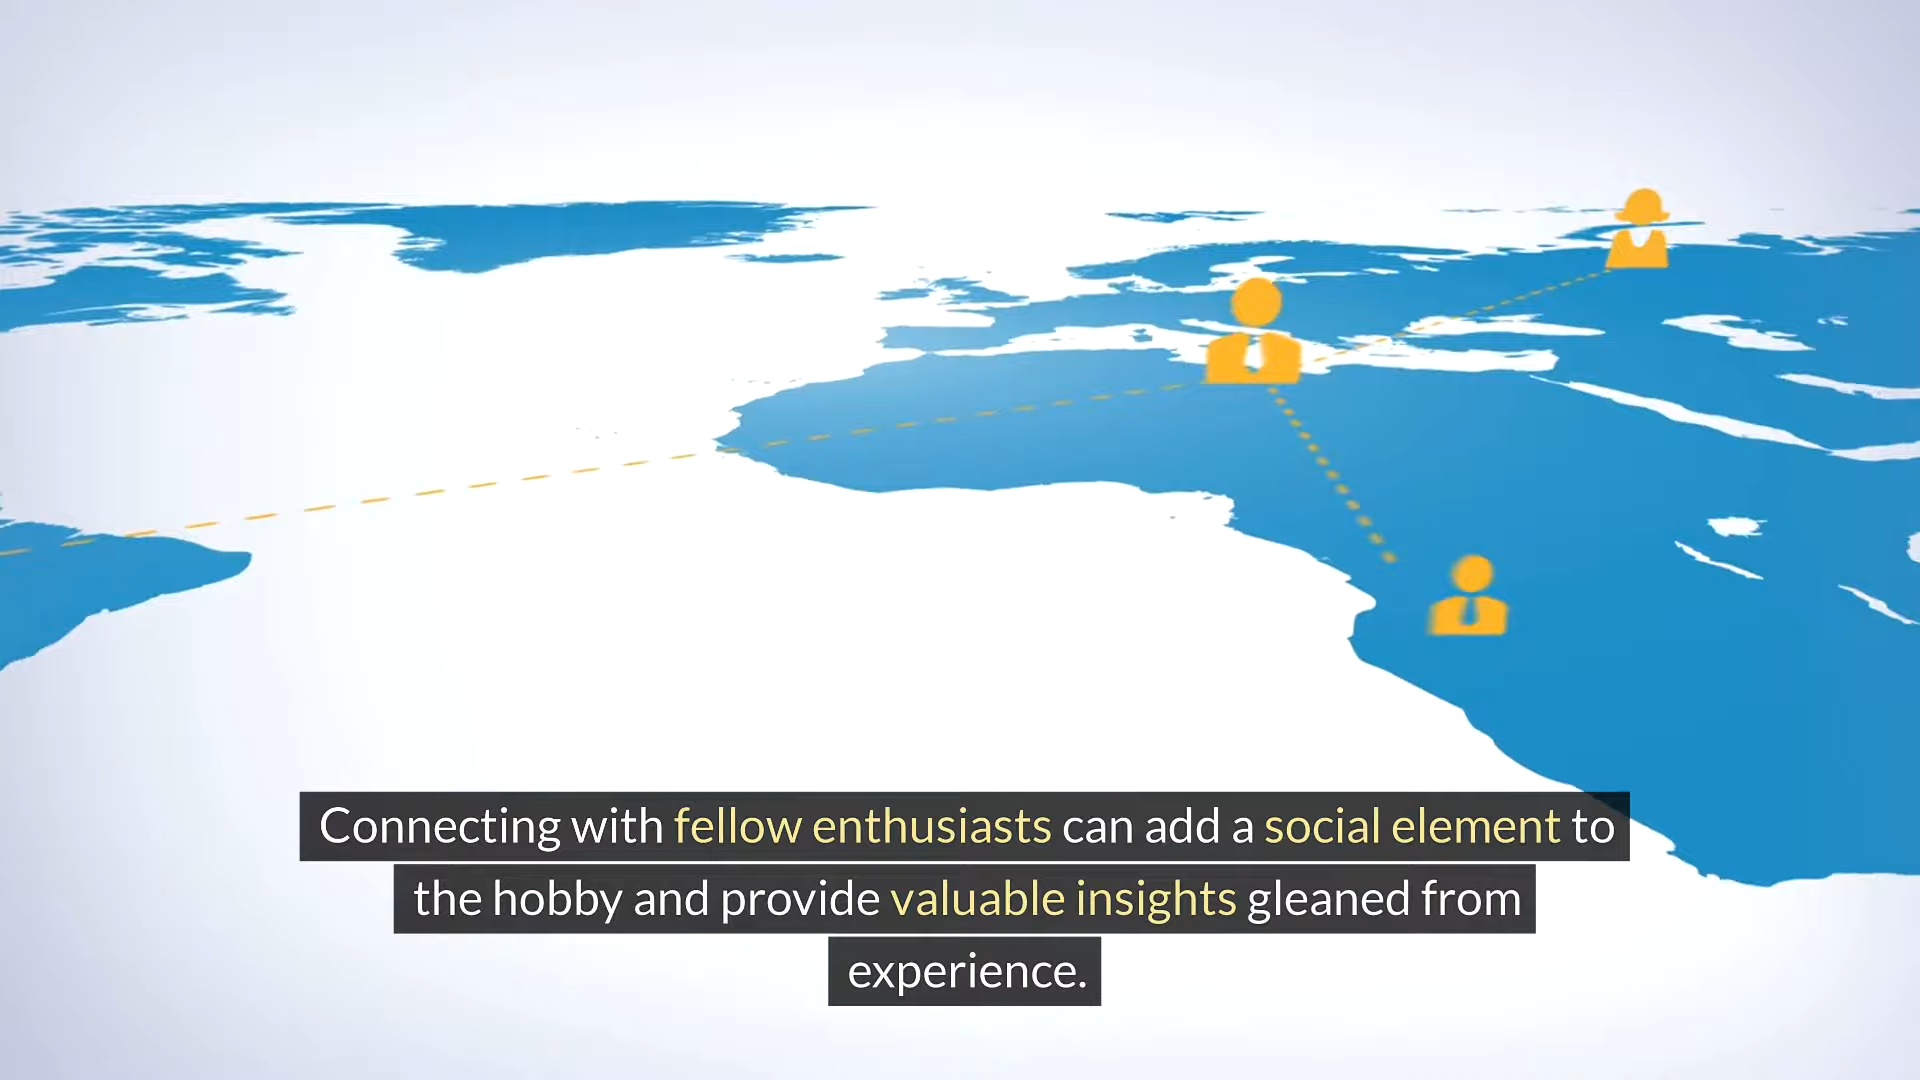 Connecting with fellow enthusiasts can add a social element to
the hobby and provide valuable insights gleaned from
experience.